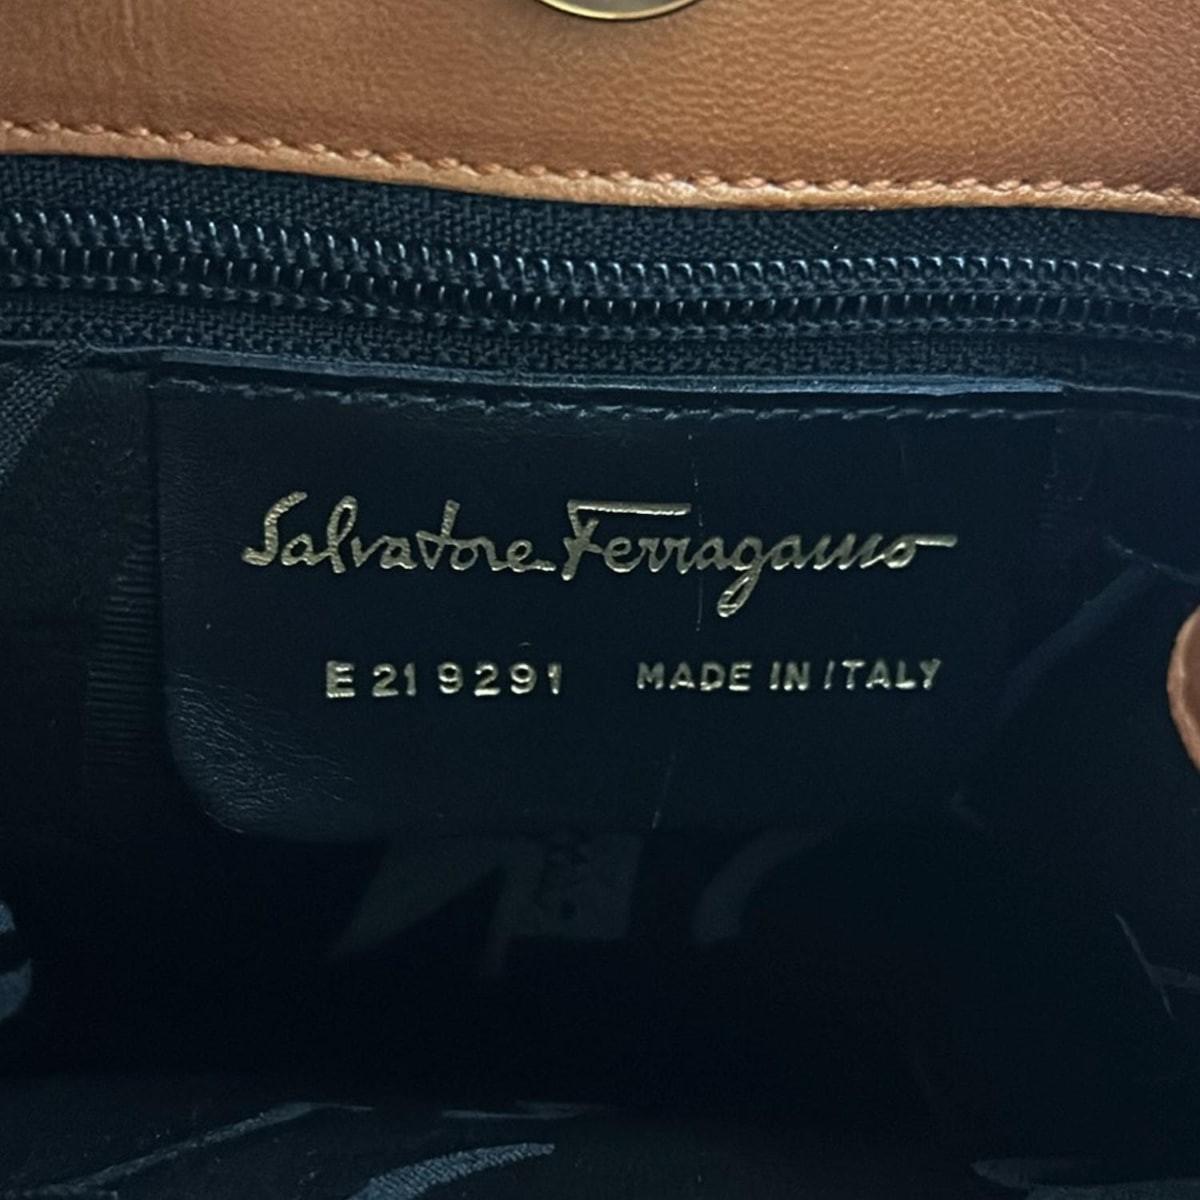 Salvatore Ferragamo
E 21 9291 MADE IN ITALY